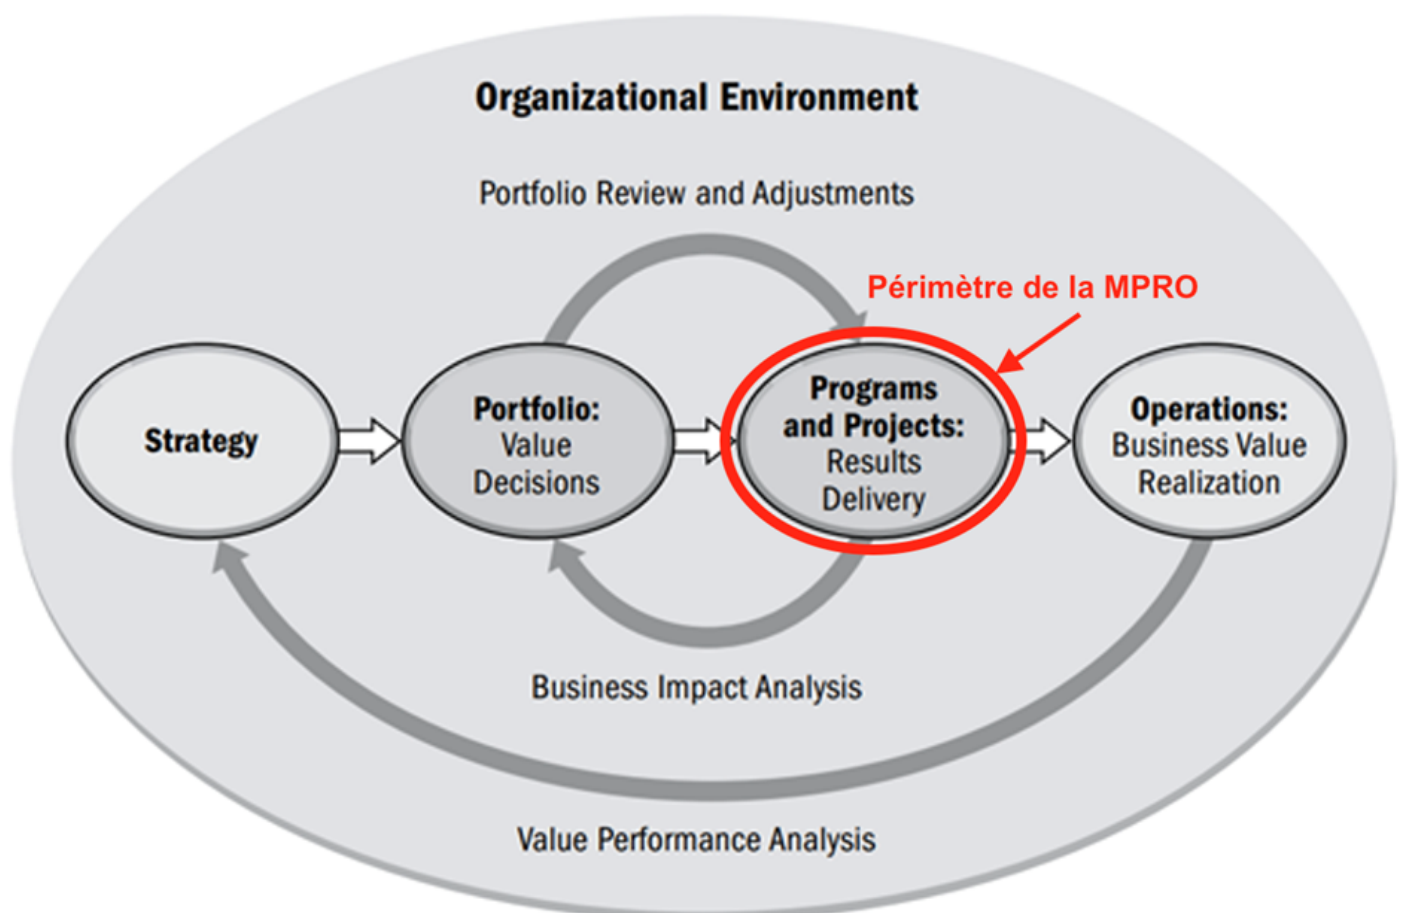 Organizational Environment
Portfolio Review and Adjustments
Périmètre de la MPRO
Strategy
Portfolio:
Value
Decisions
Programs
and Projects:
Results
Delivery
Operations:
Business Value
Realization
Business Impact Analysis
Value Performance Analysis